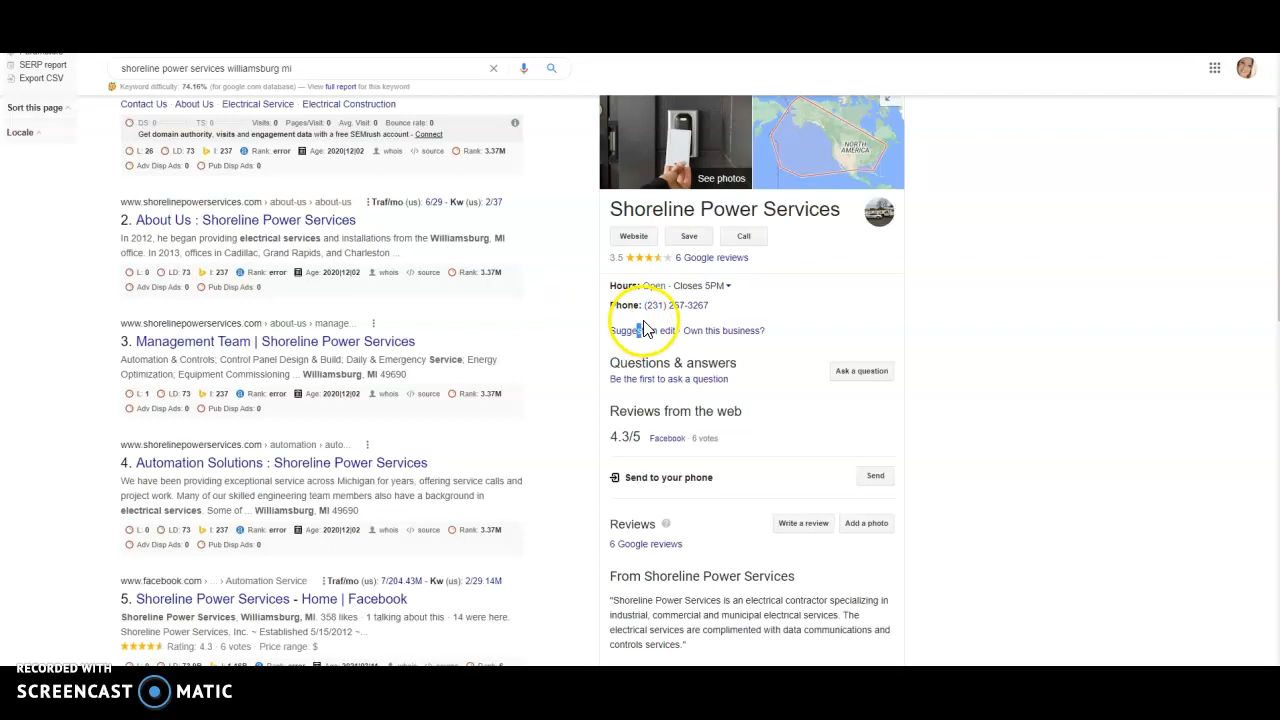 SERP report
Export CSV
Sort this page
Locale
shoreline power services williamsburg mi
Keyword difficulty: 74.16% (for google.com database) — View full report for this keyword
Contact Us · About Us · Electrical Service · Electrical Construction
DS: 0 TS: 0 Visits: 0 Pages/Visit: 0 Avg. Visit: 0 Bounce rate: 0
Get domain authority, visits and engagement data with a free SEMrush account - Connect
L: 26 LD: 73 I: 237 Rank: error Age: 2020|12|02 whois source Rank: 3.37M
Adv Disp Ads: 0 Pub Disp Ads: 0
www.shorelinepowerservices.com › about-us › about-us Traf/mo (us): 6/29 - Kw (us): 2/37
2. About Us : Shoreline Power Services
In 2012, he began providing electrical services and installations from the Williamsburg, MI
office. In 2013, offices in Cadillac, Grand Rapids, and Charleston ...
L: 0 LD: 73 I: 237 Rank: error Age: 2020|12|02 whois source Rank: 3.37M
Adv Disp Ads: 0 Pub Disp Ads: 0
www.shorelinepowerservices.com › about-us › manage...
3. Management Team | Shoreline Power Services
Automation & Controls; Control Panel Design & Build; Daily & Emergency Service; Energy
Optimization; Equipment Commissioning ... Williamsburg, MI 49690
L: 1 LD: 73 I: 237 Rank: error Age: 2020|12|02 whois source Rank: 3.37M
Adv Disp Ads: 0 Pub Disp Ads: 0
www.shorelinepowerservices.com › automation › auto...
4. Automation Solutions : Shoreline Power Services
We have been providing exceptional service across Michigan for years, offering service calls and
project work. Many of our skilled engineering team members also have a background in
electrical services. Some of ... Williamsburg, MI 49690
L: 0 LD: 73 I: 237 Rank: error Age: 2020|12|02 whois source Rank: 3.37M
Adv Disp Ads: 0 Pub Disp Ads: 0
www.facebook.com › ... › Automation Service Traf/mo (us): 7/204.43M - Kw (us): 2/29.14M
5. Shoreline Power Services - Home | Facebook
Shoreline Power Services, Williamsburg, MI. 358 likes · 1 talking about this · 14 were here.
Shoreline Power Services, Inc. ~ Established 5/15/2012 ~...
Rating: 4.3 · 6 votes · Price range: $
See photos
NORTH
AMERICA
Shoreline Power Services
Website Save Call
3.5 6 Google reviews
Hours: Open · Closes 5PM
Phone: (231) 267-3267
edit · Own this business?
Questions & answers
Be the first to ask a question
Ask a question
Reviews from the web
4.3/5 Facebook · 6 votes
Send to your phone Send
Reviews Write a review Add a photo
6 Google reviews
From Shoreline Power Services
"Shoreline Power Services is an electrical contractor specializing in
industrial, commercial and municipal electrical services. The
electrical services are complimented with data communications and
controls services."
RECORDED WITH
SCREENCAST MATIC